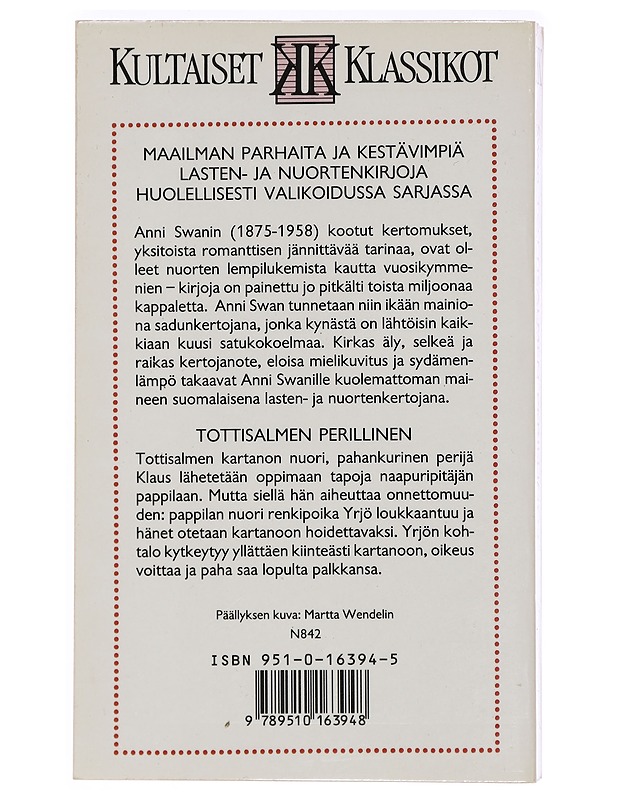 KULTAISET KK KLASSIKOT
MAAILMAN PARHAITA JA KESTÄVIMPIÄ
LASTEN- JA NUORTENKIRJOJA
HUOLELLISESTI VALIKOIDUSSA SARJASSA
Anni Swanin (1875-1958) kootut kertomukset,
yksitoista romanttisen jännittävää tarinaa, ovat ol-
leet nuorten lempilukemista kautta vuosikymme-
nien – kirjoja on painettu jo pitkälti toista miljoonaa
kappaletta. Anni Swan tunnetaan niin ikään mainio-
na sadunkertojana, jonka kynästä on lähtöisin kaik-
kiaan kuusi satukokoelmaa. Kirkas äly, selkeä ja
raikas kertojanote, eloisa mielikuvitus ja sydämen-
lämpö takaavat Anni Swanille kuolemattoman mai-
neen suomalaisena lasten- ja nuortenkertojana.
TOTTISALMEN PERILLINEN
Tottisalmen kartanon nuori, pahankurinen perijä
Klaus lähetetään oppimaan tapoja naapuripitäjän
pappilaan. Mutta siellä hän aiheuttaa onnettomuu-
den: pappilan nuori renkipoika Yrjö loukkaantuu ja
hänet otetaan kartanoon hoidettavaksi. Yrjön koh-
talo kytkeytyy yllättäen kiinteästi kartanoon, oikeus
voittaa ja paha saa lopulta palkkansa.
Päällyksen kuva: Martta Wendelin
N842
ISBN 951-0-16394-5
9 789510 163948